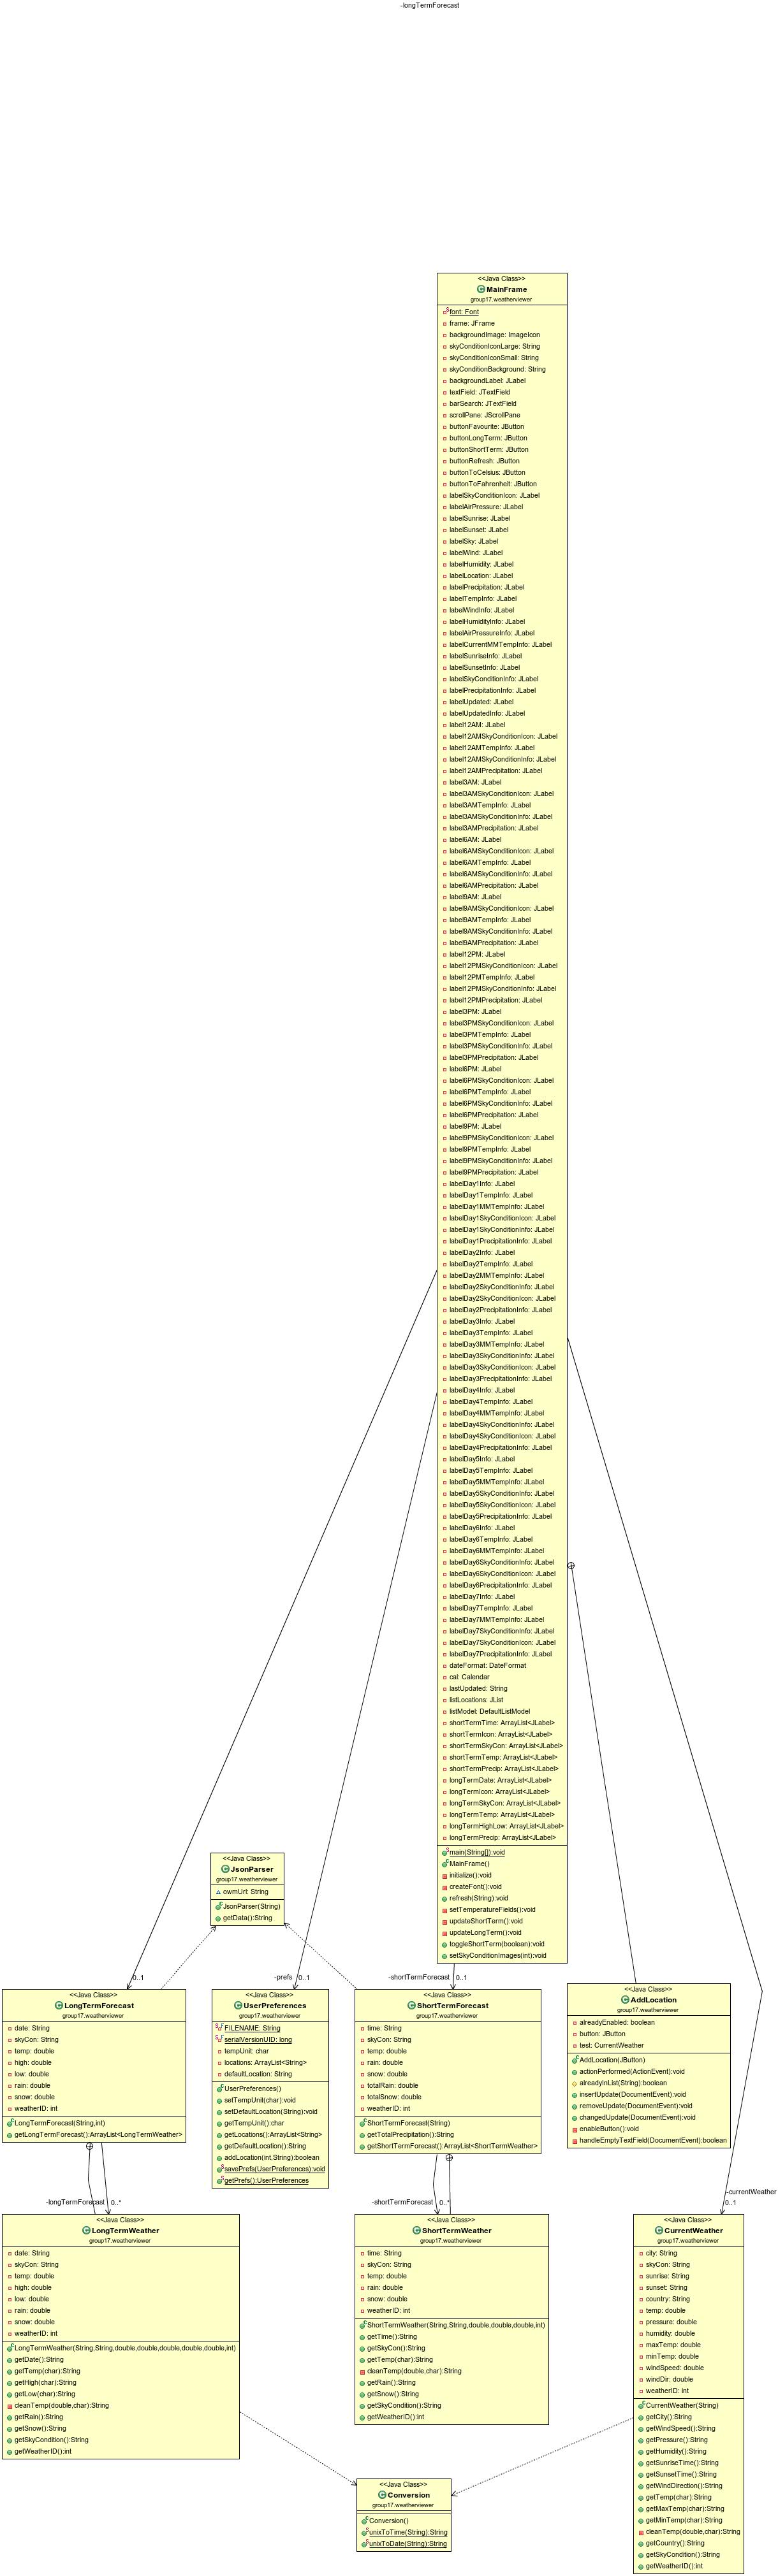 -longTermForecast
<<Java Class>>
MainFrame
group17.weatherviewer
font: Font
frame: JFrame
backgroundImage: ImageIcon
skyConditionIconLarge: String
skyConditionIconSmall: String
skyConditionBackground: String
backgroundLabel: JLabel
textField: JTextField
barSearch: JTextField
scrollPane: JScrollPane
buttonFavourite: JButton
buttonLongTerm: JButton
buttonShortTerm: JButton
buttonRefresh: JButton
buttonToCelsius: JButton
buttonToFahrenheit: JButton
labelSkyConditionIcon: JLabel
labelAirPressure: JLabel
labelSunrise: JLabel
labelSunset: JLabel
labelSky: JLabel
labelWind: JLabel
labelHumidity: JLabel
labelLocation: JLabel
labelPrecipitation: JLabel
labelTempInfo: JLabel
labelWindInfo: JLabel
labelHumidityInfo: JLabel
labelAirPressureInfo: JLabel
labelCurrentMMTempInfo: JLabel
labelSunriseInfo: JLabel
labelSunsetInfo: JLabel
labelSkyConditionInfo: JLabel
labelPrecipitationInfo: JLabel
labelUpdated: JLabel
labelUpdatedInfo: JLabel
label12AM: JLabel
label12AMSkyConditionIcon: JLabel
label12AMTempInfo: JLabel
label12AMSkyConditionInfo: JLabel
label12AMPrecipitation: JLabel
label3AM: JLabel
label3AMSkyConditionIcon: JLabel
label3AMTempInfo: JLabel
label3AMSkyConditionInfo: JLabel
label3AMPrecipitation: JLabel
label6AM: JLabel
label6AMSkyConditionIcon: JLabel
label6AMTempInfo: JLabel
label6AMSkyConditionInfo: JLabel
label6AMPrecipitation: JLabel
label9AM: JLabel
label9AMSkyConditionIcon: JLabel
label9AMTempInfo: JLabel
label9AMSkyConditionInfo: JLabel
label9AMPrecipitation: JLabel
label12PM: JLabel
label12PMSkyConditionIcon: JLabel
label12PMTempInfo: JLabel
label12PMSkyConditionInfo: JLabel
label12PMPrecipitation: JLabel
label3PM: JLabel
label3PMSkyConditionIcon: JLabel
label3PMTempInfo: JLabel
label3PMSkyConditionInfo: JLabel
label3PMPrecipitation: JLabel
label6PM: JLabel
label6PMSkyConditionIcon: JLabel
label6PMTempInfo: JLabel
label6PMSkyConditionInfo: JLabel
label6PMPrecipitation: JLabel
label9PM: JLabel
label9PMSkyConditionIcon: JLabel
label9PMTempInfo: JLabel
label9PMSkyConditionInfo: JLabel
label9PMPrecipitation: JLabel
labelDay1Info: JLabel
labelDay1TempInfo: JLabel
labelDay1MMTempInfo: JLabel
labelDay1SkyConditionIcon: JLabel
labelDay1SkyConditionInfo: JLabel
labelDay1PrecipitationInfo: JLabel
labelDay2Info: JLabel
labelDay2TempInfo: JLabel
labelDay2MMTempInfo: JLabel
labelDay2SkyConditionInfo: JLabel
labelDay2SkyConditionIcon: JLabel
labelDay2PrecipitationInfo: JLabel
labelDay3Info: JLabel
labelDay3TempInfo: JLabel
labelDay3MMTempInfo: JLabel
labelDay3SkyConditionInfo: JLabel
labelDay3SkyConditionIcon: JLabel
labelDay3PrecipitationInfo: JLabel
labelDay4Info: JLabel
labelDay4TempInfo: JLabel
labelDay4MMTempInfo: JLabel
labelDay4SkyConditionInfo: JLabel
labelDay4SkyConditionIcon: JLabel
labelDay4PrecipitationInfo: JLabel
labelDay5Info: JLabel
labelDay5TempInfo: JLabel
labelDay5MMTempInfo: JLabel
labelDay5SkyConditionInfo: JLabel
labelDay5SkyConditionIcon: JLabel
labelDay5PrecipitationInfo: JLabel
labelDay6Info: JLabel
labelDay6TempInfo: JLabel
labelDay6MMTempInfo: JLabel
labelDay6SkyConditionInfo: JLabel
labelDay6SkyConditionIcon: JLabel
labelDay6PrecipitationInfo: JLabel
labelDay7Info: JLabel
labelDay7TempInfo: JLabel
labelDay7MMTempInfo: JLabel
labelDay7SkyConditionInfo: JLabel
labelDay7SkyConditionIcon: JLabel
labelDay7PrecipitationInfo: JLabel
dateFormat: DateFormat
cal: Calendar
lastUpdated: String
listLocations: JList
listModel: DefaultListModel
shortTermTime: ArrayList<JLabel>
shortTermIcon: ArrayList<JLabel>
shortTermSkyCon: ArrayList<JLabel>
shortTermTemp: ArrayList<JLabel>
shortTermPrecip: ArrayList<JLabel>
longTermDate: ArrayList<JLabel>
longTermIcon: ArrayList<JLabel>
longTermSkyCon: ArrayList<JLabel>
longTermTemp: ArrayList<JLabel>
longTermHighLow: ArrayList<JLabel>
longTermPrecip: ArrayList<JLabel>
main(String[]):void
MainFrame()
initialize():void
createFont():void
refresh(String):void
setTemperatureFields():void
updateShortTerm():void
updateLongTerm():void
toggleShortTerm(boolean):void
setSkyConditionImages(int):void
<<Java Class>>
JsonParser
group17.weatherviewer
owmUrl: String
JsonParser(String)
getData():String
0..1
-prefs 0..1
-shortTermForecast 0..1
<<Java Class>>
LongTermForecast
group17.weatherviewer
date: String
skyCon: String
temp: double
high: double
low: double
rain: double
snow: double
weatherID: int
LongTermForecast(String,int)
getLongTermForecast():ArrayList<LongTermWeather>
<<Java Class>>
UserPreferences
group17.weatherviewer
FILENAME: String
serialVersionUID: long
tempUnit: char
locations: ArrayList<String>
defaultLocation: String
UserPreferences()
setTempUnit(char):void
setDefaultLocation(String):void
getTempUnit():char
getLocations():ArrayList<String>
getDefaultLocation():String
addLocation(int,String):boolean
savePrefs(UserPreferences):void
getPrefs():UserPreferences
<<Java Class>>
ShortTermForecast
group17.weatherviewer
time: String
skyCon: String
temp: double
rain: double
snow: double
totalRain: double
totalSnow: double
weatherID: int
ShortTermForecast(String)
getTotalPrecipitation():String
getShortTermForecast():ArrayList<ShortTermWeather>
<<Java Class>>
AddLocation
group17.weatherviewer
alreadyEnabled: boolean
button: JButton
test: CurrentWeather
AddLocation(JButton)
actionPerformed(ActionEvent):void
alreadyInList(String):boolean
insertUpdate(DocumentEvent):void
removeUpdate(DocumentEvent):void
changedUpdate(DocumentEvent):void
enableButton():void
handleEmptyTextField(DocumentEvent):boolean
-longTermForecast 0..*
-shortTermForecast 0..*
-currentWeather
0..1
<<Java Class>>
LongTermWeather
group17.weatherviewer
date: String
skyCon: String
temp: double
high: double
low: double
rain: double
snow: double
weatherID: int
LongTermWeather(String,String,double,double,double,double,double,int)
getDate():String
getTemp(char):String
getHigh(char):String
getLow(char):String
cleanTemp(double,char):String
getRain():String
getSnow():String
getSkyCondition():String
getWeatherID():int
<<Java Class>>
ShortTermWeather
group17.weatherviewer
time: String
skyCon: String
temp: double
rain: double
snow: double
weatherID: int
ShortTermWeather(String,String,double,double,double,int)
getTime():String
getSkyCon():String
getTemp(char):String
cleanTemp(double,char):String
getRain():String
getSnow():String
getSkyCondition():String
getWeatherID():int
<<Java Class>>
CurrentWeather
group17.weatherviewer
city: String
skyCon: String
sunrise: String
sunset: String
country: String
temp: double
pressure: double
humidity: double
maxTemp: double
minTemp: double
windSpeed: double
windDir: double
weatherID: int
CurrentWeather(String)
getCity():String
getWindSpeed():String
getPressure():String
getHumidity():String
getSunriseTime():String
getSunsetTime():String
getWindDirection():String
getTemp(char):String
getMaxTemp(char):String
getMinTemp(char):String
cleanTemp(double,char):String
getCountry():String
getSkyCondition():String
getWeatherID():int
<<Java Class>>
Conversion
group17.weatherviewer
Conversion()
unixToTime(String):String
unixToDate(String):String